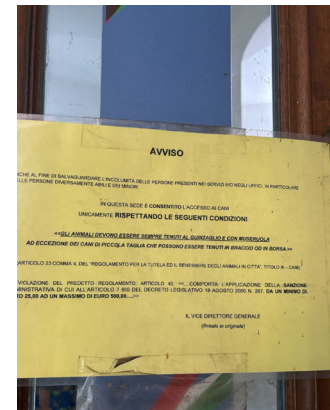 AVVISO
ANCHE AL FINE DI SALVAGUARDARE L'INCOLUMITÀ DELLE PERSONE PRESENTI NEI SERVIZI E/O NEGLI UFFICI, IN PARTICOLARE
DELLE PERSONE DIVERSAMENTE ABILI E DEI MINORI
IN QUESTA SEDE È CONSENTITO L'ACCESSO AI CANI
UNICAMENTE RISPETTANDO LE SEGUENTI CONDIZIONI
<<GLI ANIMALI DEVONO ESSERE SEMPRE TENUTI AL GUINZAGLIO E CON MUSERUOLA
AD ECCEZIONE DEI CANI DI PICCOLA TAGLIA CHE POSSONO ESSERE TENUTI IN BRACCIO OD IN BORSA.>>
ARTICOLO 23 COMMA 4, DEL "REGOLAMENTO PER LA TUTELA ED IL BENESSERE DEGLI ANIMALI IN CITTA', TITOLO III - CANI)
VIOLAZIONE DEL PREDETTO REGOLAMENTO, ARTICOLO 42, <<...COMPORTA L'APPLICAZIONE DELLA SANZIONE
MINISTRATIVA DI CUI ALL'ARTICOLO 7 BIS DEL DECRETO LEGISLATIVO 18 AGOSTO 2000 N. 267, DA UN MINIMO DI
RO 25,00 AD UN MASSIMO DI EURO 500,00....>>
IL VICE DIRETTORE GENERALE
(firmato in originale)